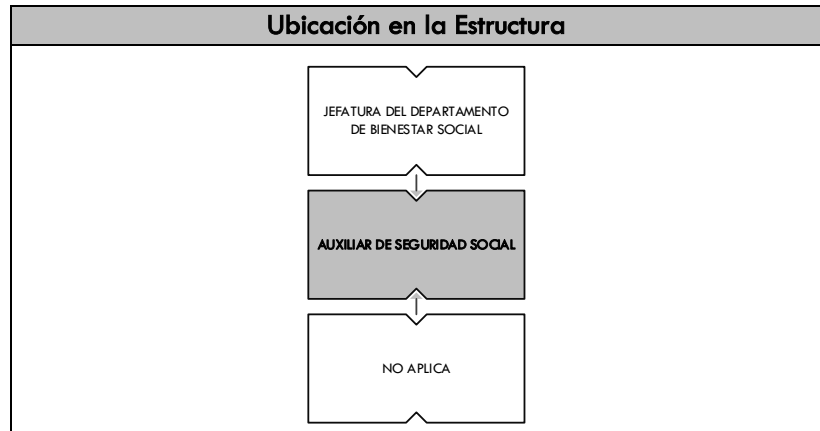 Ubicación en la Estructura
JEFATURA DEL DEPARTAMENTO
DE BIENESTAR SOCIAL
AUXILIAR DE SEGURIDAD SOCIAL
NO APLICA